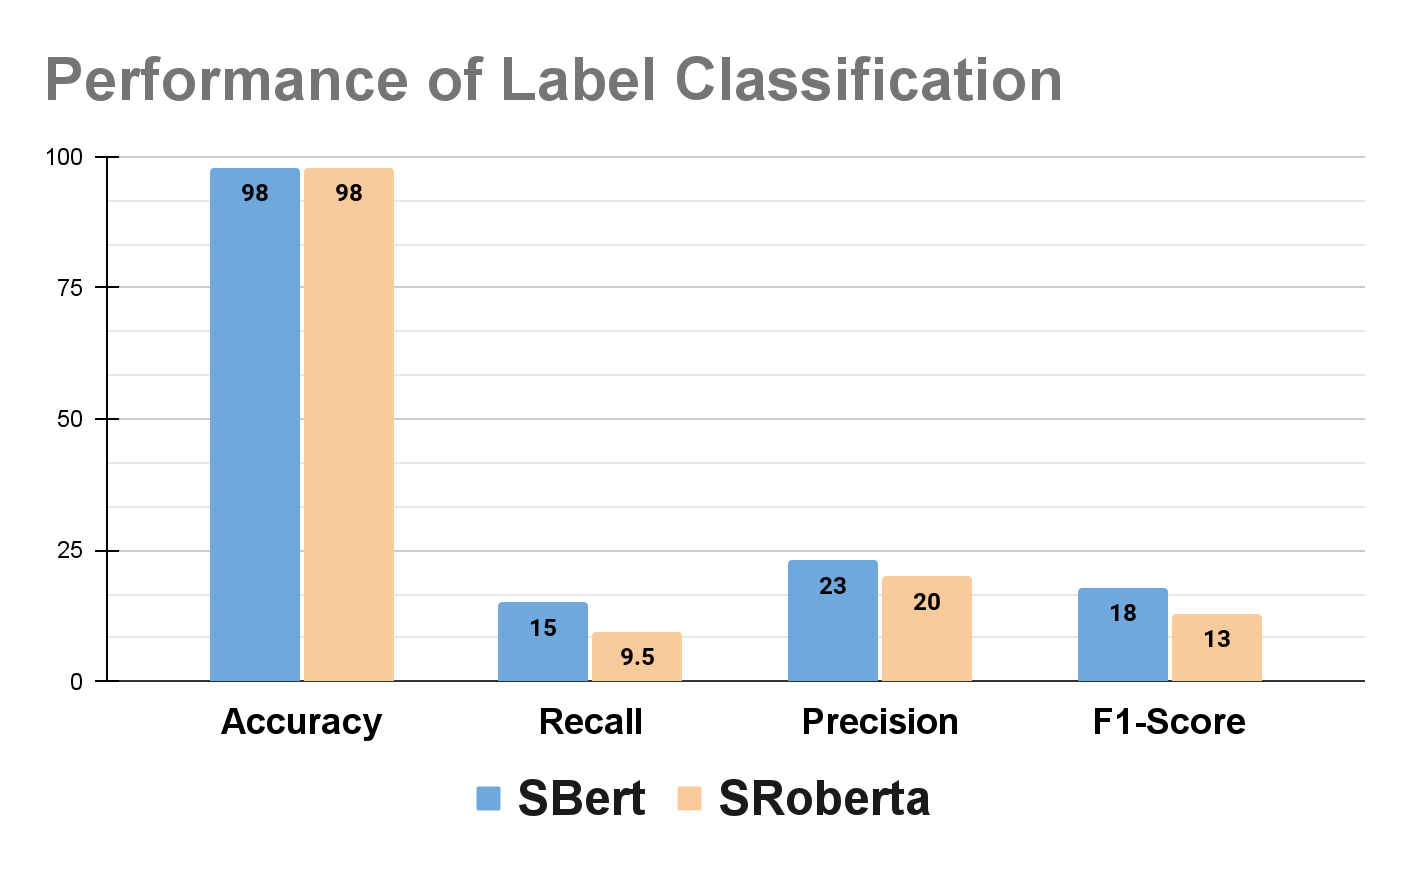 Performance of Label Classification
100
75
50
25
0
98
98
15
9.5
23
20
18
13
Accuracy
Recall
Precision
F1-Score
SBert
SRoberta